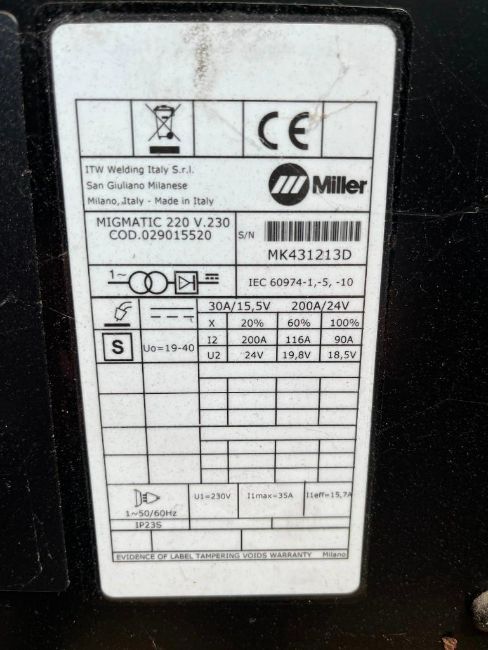 CE
ITW Welding Italy S.r.l.
San Giuliano Milanese
Milano, Italy - Made in Italy
Miller
MIGMATIC 220 V.230
COD.029015520
S/N
MK431213D
1~
IEC 60974-1,-5, -10
30A/15,5V 200A/24V
X 20% 60% 100%
S
Uo=19-40
I2 200A 116A 90A
U2 24V 19,8V 18,5V
U1=230V I1max=35A I1eff=15,7A
1~50/60Hz
IP23S
EVIDENCE OF LABEL TAMPERING VOIDS WARRANTY Milano